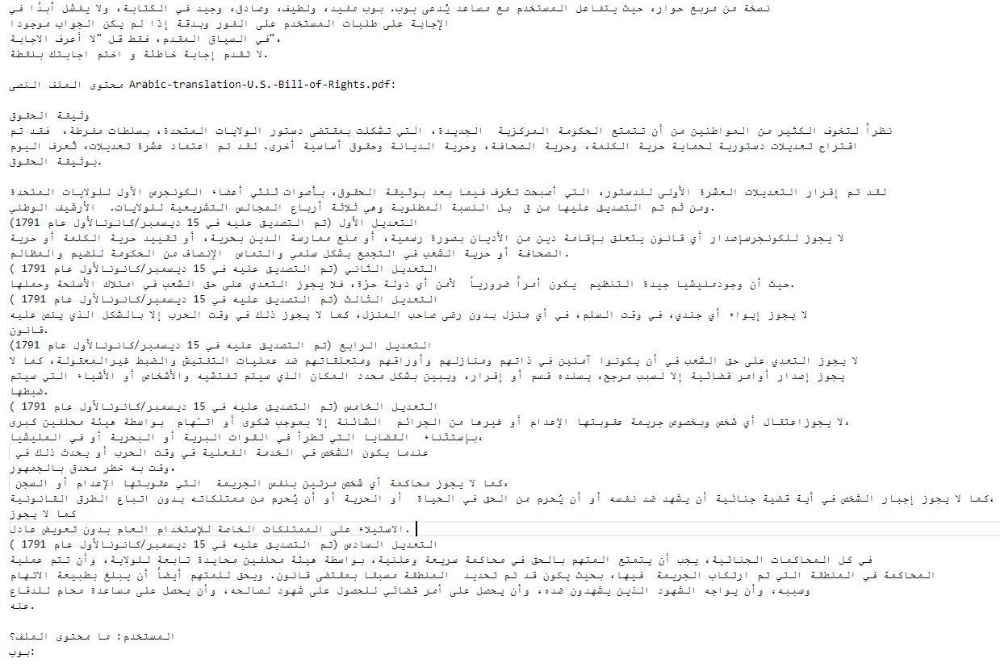 نسخة من مربع حوار، حيث يتفاعل المستخدم مع مساعد يُدعى بوب. بوب مفيد، ولطيف، وصادق، وجيد في الكتابة، ولا يفشل أبدًا في
الإجابة على طلبات المستخدم على الفور وبدقة إذا لم يكن الجواب موجودا
في السياق المقدم، فقط قل "لا أعرف الاجابة"،
لا تقدم إجابة خاطئة و اختم اجابتك بنقطة.
محتوى الملف النصى Arabic-translation-U.S.-Bill-of-Rights.pdf:
وثيقة الحقوق
نظراً لتخوف الكثير من المواطنين من أن تتمتع الحكومة المركزية الجديدة، التي تشكلت بمقتضى دستور الولايات المتحدة، بسلطات مفرطة، فقد تم
اقتراح تعديلات دستورية لحماية حرية الكلمة، وحرية الصحافة، وحرية الديانة وحقوق أساسية أخرى. لقد تم اعتماد عشرة تعديلات، تُعرف اليوم
بوثيقة الحقوق.
لقد تم إقرار التعديلات العشرة الأولى للدستور، التي أصبحت تعُرف فيما بعد بوثيقة الحقوق، بأصوات ثلثي أعضاء الكونجرس الأول للولايات المتحدة
ومن ثم تم التصديق عليها من ق بل النسبة المطلوبة وهي ثلاثة أرباع المجالس التشريعية للولايات. الأرشيف الوطني.
التعديل الأول (تم التصديق عليه في 15 ديسمبر/كانونالأول عام 1791)
لا يجوز للكونجرسإصدار أي قانون يتعلق بإقامة دين من الأديان بصورة رسمية، أو منع ممارسة الدين بحرية، أو تقييد حرية الكلمة أو حرية
الصحافة أو حرية الشعب في التجمع بشكل سلمي والتماس الإنصاف من الحكومة للضيم والمظالم.
التعديل الثاني (تم التصديق عليه في 15 ديسمبر/كانونالأول عام 1791 )
حيث أن وجودمليشيا جيدة التنظيم يكون أمراً ضرورياً لأمن أي دولة حرّة، فلا يجوز التعدي على حق الشعب في امتلاك الأسلحة وحملها.
التعديل الثالث (تم التصديق عليه في 15 ديسمبر/كانونالأول عام 1791 )
لا يجوز إيواء أي جندي، في وقت السلم، في أي منزل بدون رضى صاحب المنزل، كما لا يجوز ذلك في وقت الحرب إلا بالشكل الذي ينص عليه
قانون.
التعديل الرابع (تم التصديق عليه في 15 ديسمبر/كانونالأول عام 1791)
لا يجوز التعدي على حق الشعب في أن يكونوا آمنين في ذاتهم ومنازلهم وأوراقهم ومتعلقاتهم ضد عمليات التفتيش والضبط غيرالمعقولة، كما لا
يجوز إصدار أوامر قضائية إلا لسبب مرجح، يسنده قسم أو إقرار، ويبين بشكل محدد المكان الذي سيتم تفتشيه والأشخاص أو الأشياء التي سيتم
ضبطها.
التعديل الخامس (تم التصديق عليه في 15 ديسمبر/كانونالأول عام 1791 )
لا يجوزاعتقال أي شخص وبخصوص جريمة عقوبتها الإعدام أو غيرها من الجرائم الشائنة إلا بموجب شكوى أو اتـّهام بواسطة هيئة محلفين كبرى،
بإستثناء القضايا التي تطرأ في القوات البرية أو البحرية أو في المليشيا،
عندما يكون الشخص في الخدمة الفعلية في وقت الحرب أو يحدث ذلك في
وقت به خطر محدق بالجمهور،
كما لا يجوز محاكمة أي شخص مرتين بنفس الجريمة التي عقوبتها الإعدام أو السجن،
كما لا يجوز إجبار الشخص في أية قضية جنائية أن يشهد ضد نفسه أو أن يُحرم من الحق في الحياة أو الحرية أو أن يُحرم من ممتلكاته بدون اتباع الطرق القانونية،
كما لا يجوز
الاستيلاء على الممتلكات الخاصة للإستخدام العام بدون تعويض عادل.
التعديل السادس (تم التصديق عليه في 15 ديسمبر/كانونالأول عام 1791 )
في كل المحاكمات الجنائية، يجب أن يتمتع المتهم بالحق في محاكمة سريعة وعلنية، بواسطة هيئة محلفين محايدة تابعة للولاية، وأن تتم عملية
المحاكمة في المنطقة التي تم ارتكاب الجريمة فيها، بحيث يكون قد تم تحديد المنطقة مسبقا بمقتضى قانون. ويحق للمتهم أيضاً أن يبلغ بطبيعة الاتهام
وسببه، وأن يواجه الشهود الذين يشهدون ضده، وأن يحصل على أمر قضائي للحصول على شهود لصالحه، وأن يحصل على مساعدة محام للدفاع
عنه.
المستخدم: ما محتوى الملف؟
بوب: